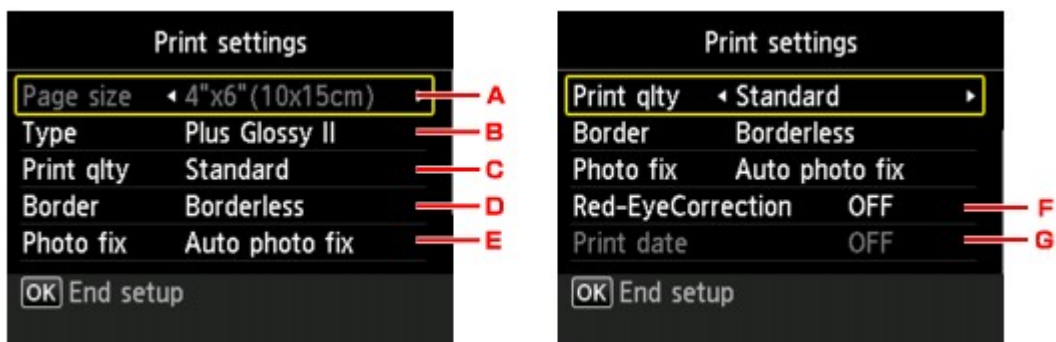 Print settings
Page size 4"x6"(10x15cm) A
Type Plus Glossy II B
Print qlty Standard C
Border Borderless D
Photo fix Auto photo fix E
OK End setup
Print settings
Print qlty Standard
Border Borderless
Photo fix Auto photo fix
Red-EyeCorrection OFF F
Print date OFF G
OK End setup